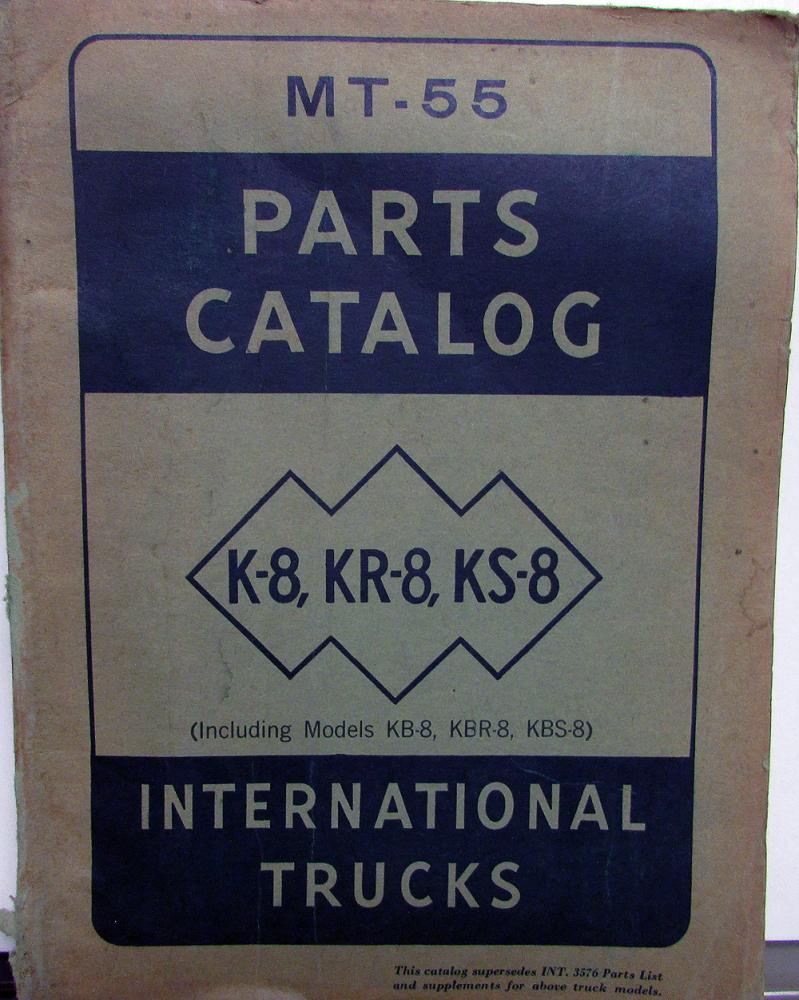 MT-55
PARTS
CATALOG
K-8, KR-8, KS-8
(Including Models KB-8, KBR-8, KBS-8)
INTERNATIONAL
TRUCKS
This catalog supersedes INT. 3576 Parts List
and supplements for above truck models.